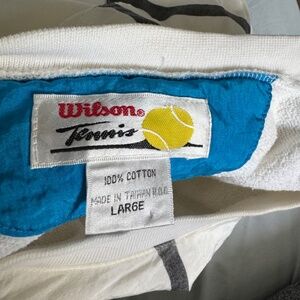 Wilson®
Tennis
100% COTTON
MADE IN TAIWAN R.O.C
LARGE